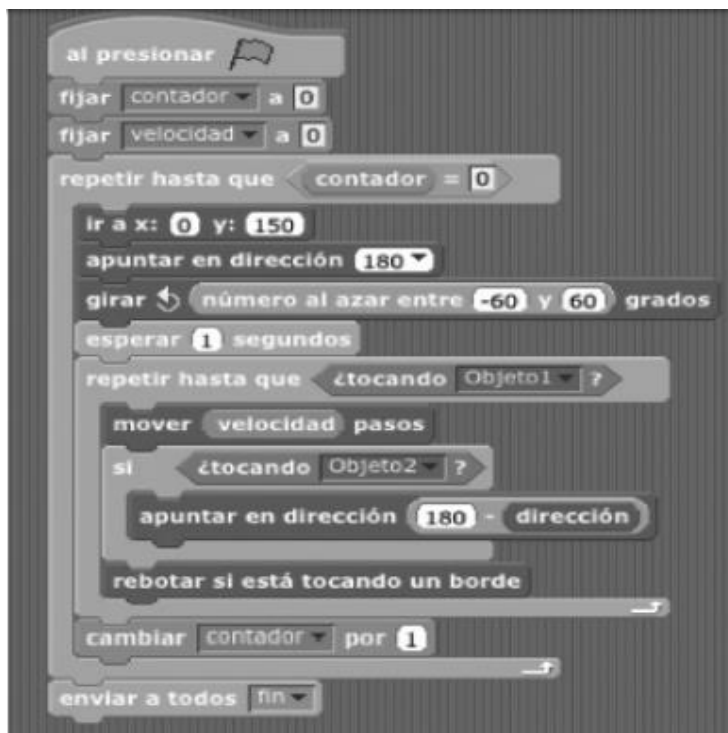 al presionar
fijar contador a 0
fijar velocidad a 0
repetir hasta que contador = 0
ir a x: 0 y: 150
apuntar en dirección 180
girar número al azar entre -60 y 60 grados
esperar 1 segundos
repetir hasta que ¿tocando Objeto1 ?
mover velocidad pasos
si ¿tocando Objeto2 ?
apuntar en dirección 180 - dirección
rebotar si está tocando un borde
cambiar contador por 1
enviar a todos fin